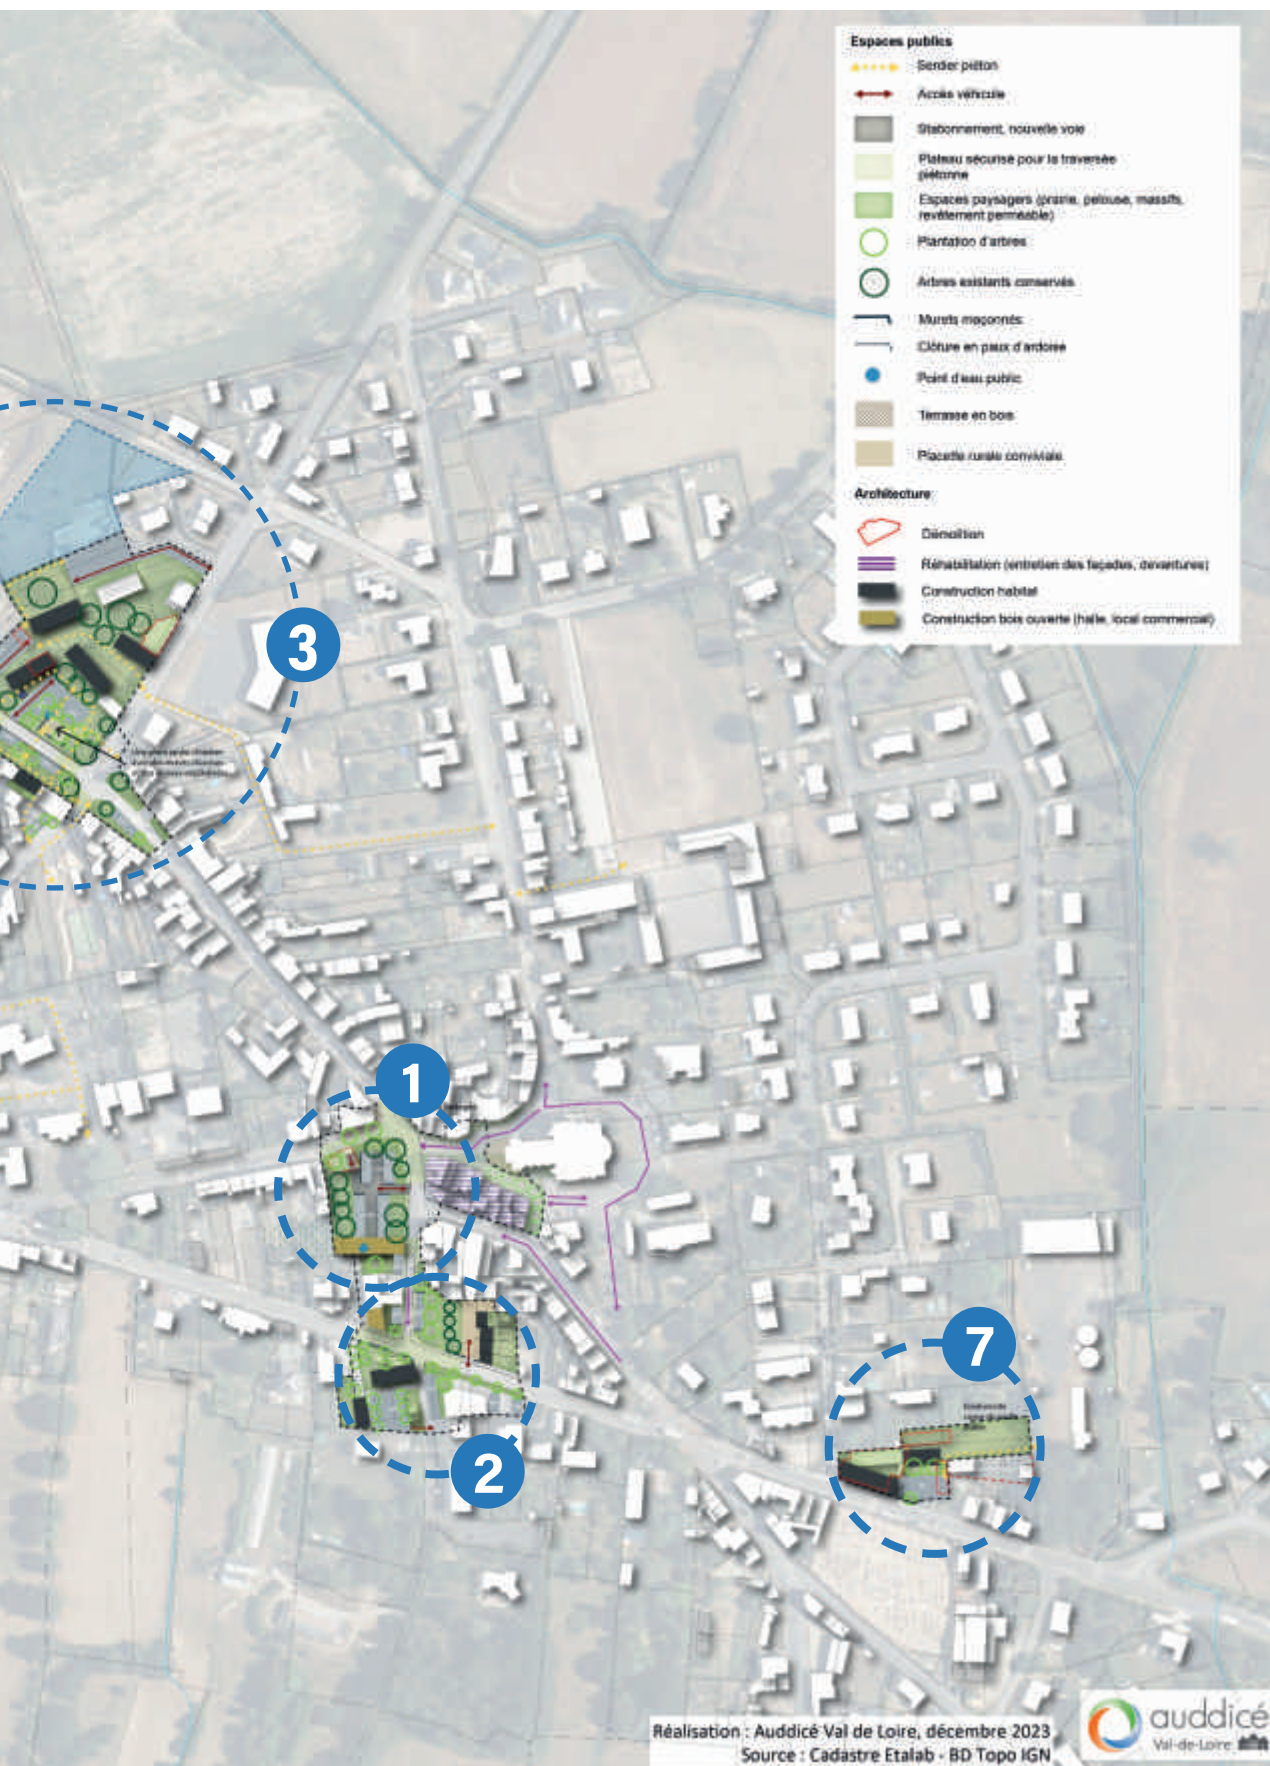 Espaces publics
Sentier piéton
Accès véhicule
Stationnement, nouvelle voie
Plateau sécurisé pour la traversée
piétonne
Espaces paysagers (prairie, pelouse, massifs,
revêtement perméable)
Plantation d'arbres
Arbres existants conservés
Murets maçonnés
Clôture en paux d'ardoise
Point d'eau public
Terrasse en bois
Placette rurale conviviale
Architecture
Démolition
Réhabilitation (entretien des façades, devantures)
Construction habitat
Construction bois ouverte (halle, local commercial)
3
1
7
2
Réalisation : Auddicé Val de Loire, décembre 2023
Source : Cadastre Etalab - BD Topo IGN
auddicé
Val-de-Loire